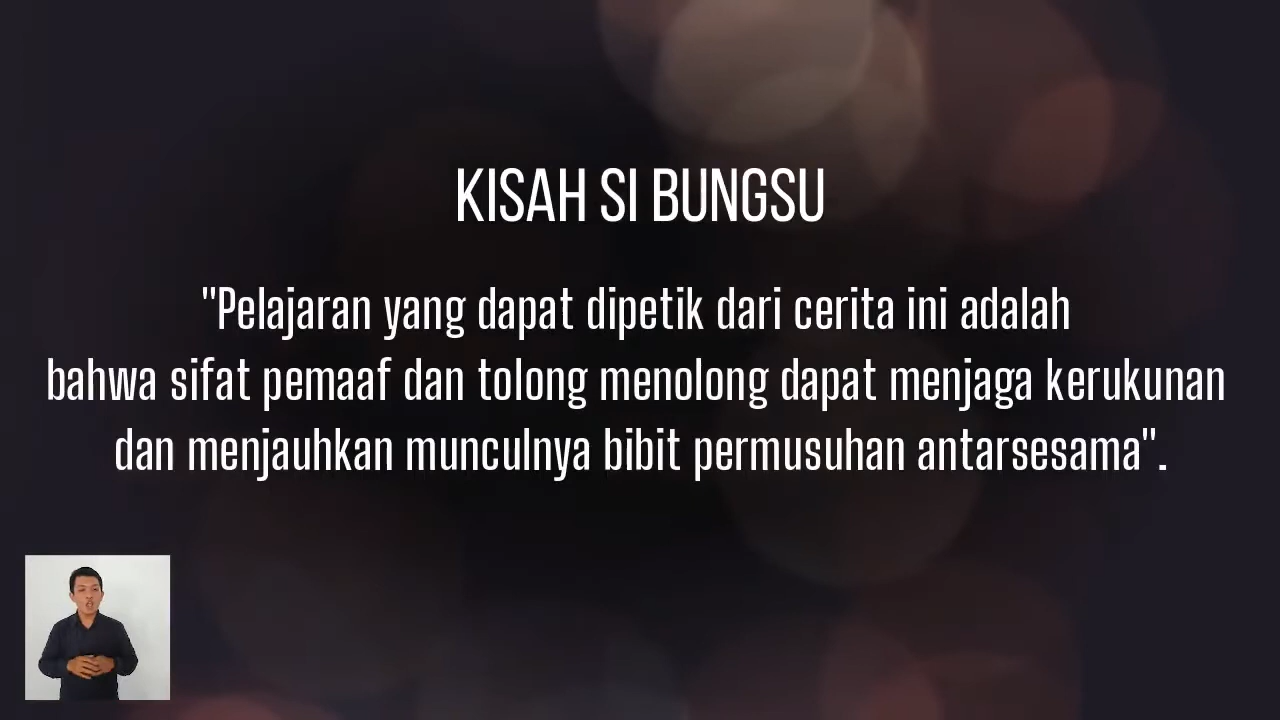 KISAH SI BUNGSU
"Pelajaran yang dapat dipetik dari cerita ini adalah
bahwa sifat pemaaf dan tolong menolong dapat menjaga kerukunan
dan menjauhkan munculnya bibit permusuhan antarsesama".